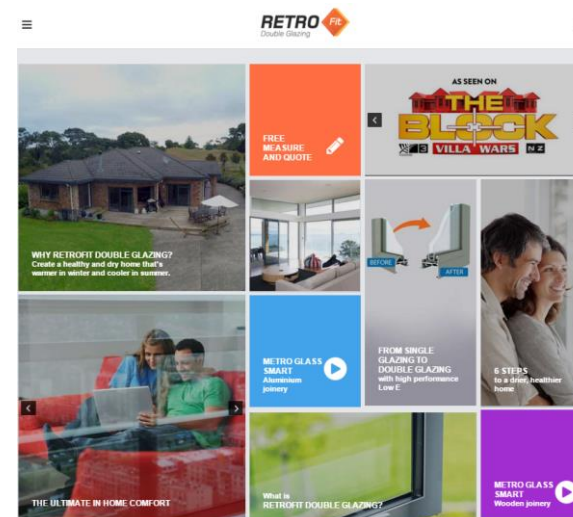 RETRO Fit
Double Glazing
AS SEEN ON
THE
BLOCK
3 VILLA WARS NZ
FREE
MEASURE
AND QUOTE
WHY RETROFIT DOUBLE GLAZING?
Create a healthy and dry home that's
warmer in winter and cooler in summer.
BEFORE
AFTER
METRO GLASS
SMART
Aluminium
joinery
FROM SINGLE
GLAZING TO
DOUBLE GLAZING
with high performance
Low E
6 STEPS
to a drier, healthier
home
THE ULTIMATE IN HOME COMFORT
What is
RETROFIT DOUBLE GLAZING?
METRO GLASS
SMART
Wooden joinery